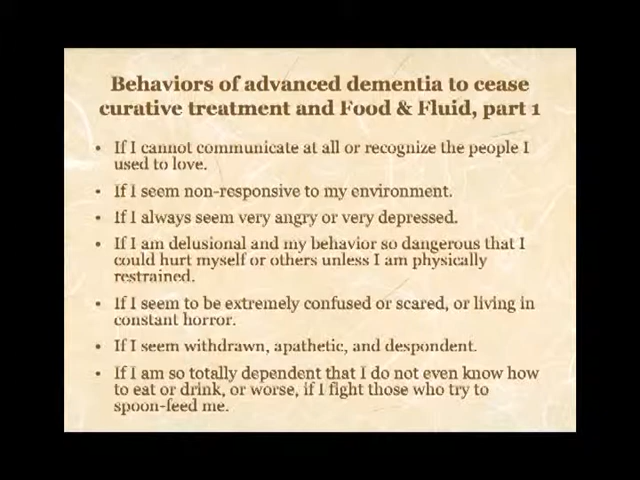 Behaviors of advanced dementia to cease
curative treatment and Food & Fluid, part 1
• If I cannot communicate at all or recognize the people I
used to love.
• If I seem non-responsive to my environment.
• If I always seem very angry or very depressed.
• If I am delusional and my behavior so dangerous that I
could hurt myself or others unless I am physically
restrained.
• If I seem to be extremely confused or scared, or living in
constant horror.
• If I seem withdrawn, apathetic, and despondent.
• If I am so totally dependent that I do not even know how
to eat or drink, or worse, if I fight those who try to
spoon-feed me.